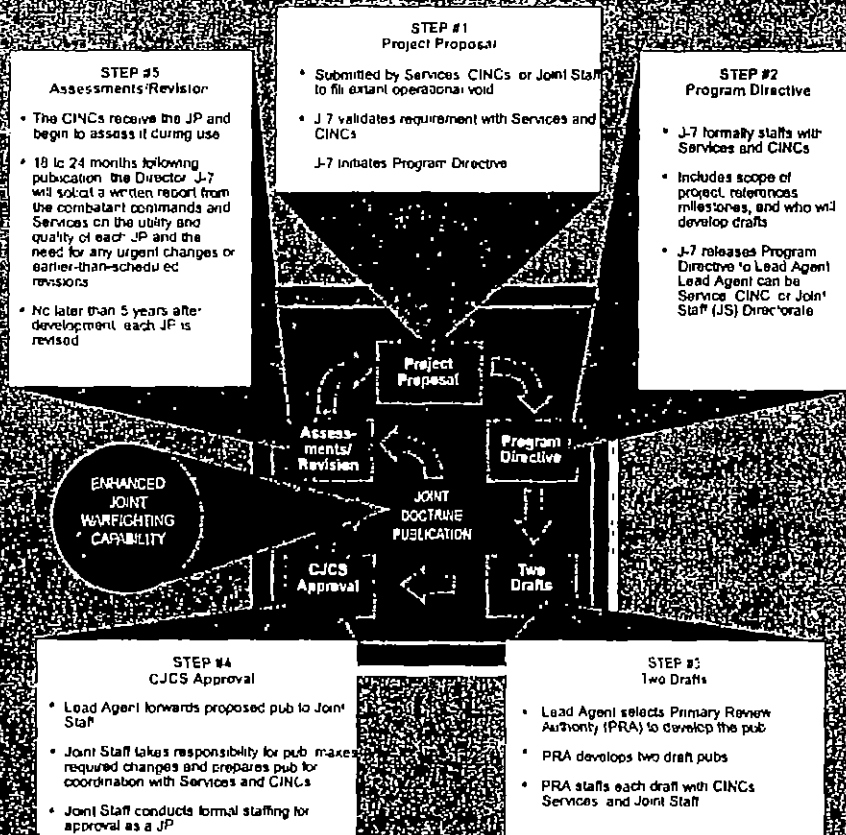 STEP #1
Project Proposal
• Submitted by Services CINCs or Joint Staff
to fill extant operational void
• J 7 validates requirement with Services and
CINCs
J-7 initiates Program Directive
STEP #2
Program Directive
• J-7 formally staffs with
Services and CINCs
• Includes scope of
project, references
milestones, and who will
develop drafts
• J-7 releases Program
Directive to Lead Agent
Lead Agent can be
Service CINC or Joint
Staff (JS) Directorate
STEP #3
Two Drafts
• Lead Agent selects Primary Review
Authority (PRA) to develop the pub
• PRA develops two draft pubs
• PRA staffs each draft with CINCs
Services and Joint Staff
STEP #4
CJCS Approval
• Lead Agent forwards proposed pub to Joint
Staff
• Joint Staff takes responsibility for pub makes
required changes and prepares pub for
coordination with Services and CINCs
• Joint Staff conducts formal staffing for
approval as a JP
STEP #5
Assessments/Revision
• The CINCs receive the JP and
begin to assess it during use
• 18 to 24 months following
publication the Director J-7
will solicit a written report from
the combatant commands and
Services on the utility and
quality of each JP and the
need for any urgent changes or
earlier-than-scheduled
revisions
• No later than 5 years after
development each JP is
revised
Project
Proposal
Program
Directive
Two
Drafts
CJCS
Approval
Assess-
ments/
Revision
JOINT
DOCTRINE
PUBLICATION
ENHANCED
JOINT
WARFIGHTING
CAPABILITY